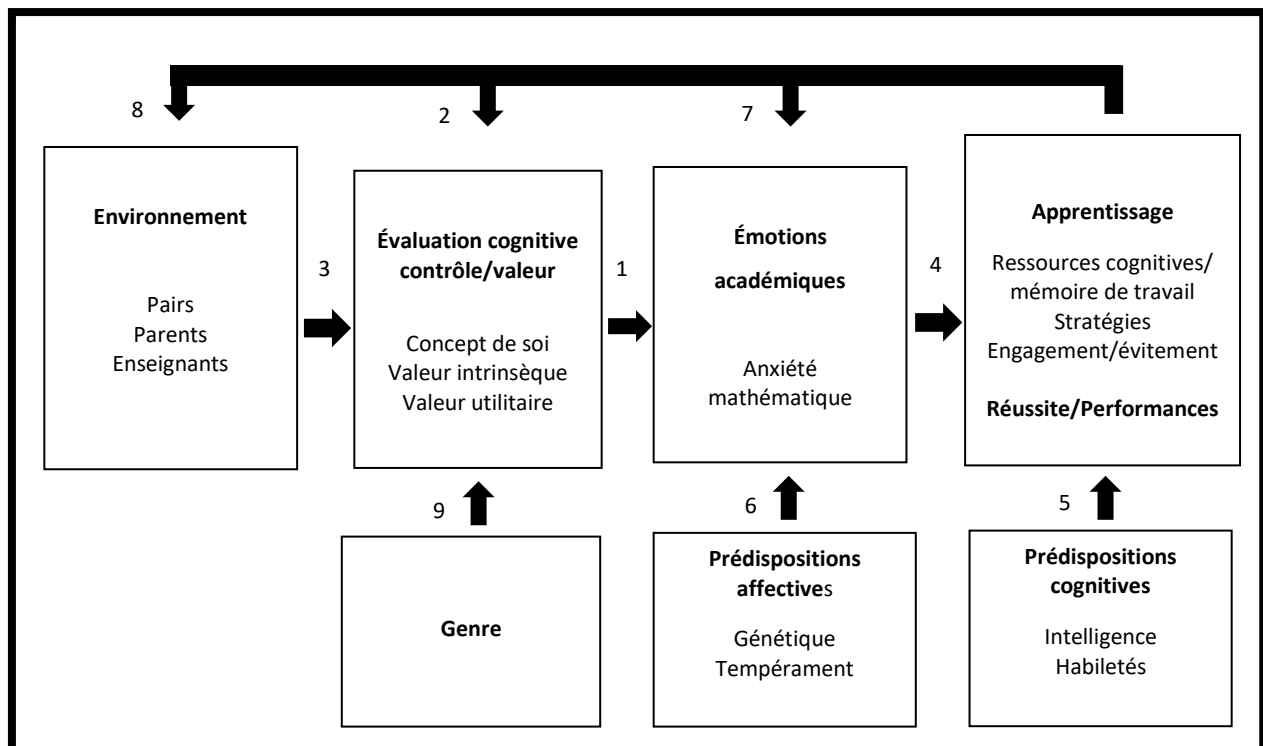 8
2
7
Environnement
Pairs
Parents
Enseignants
3
Évaluation cognitive
contrôle/valeur
Concept de soi
Valeur intrinsèque
Valeur utilitaire
1
Émotions
académiques
Anxiété
mathématique
4
Apprentissage
Ressources cognitives/
mémoire de travail
Stratégies
Engagement/évitement
Réussite/Performances
9
6
5
Genre
Prédispositions
affectives
Génétique
Tempérament
Prédispositions
cognitives
Intelligence
Habiletés